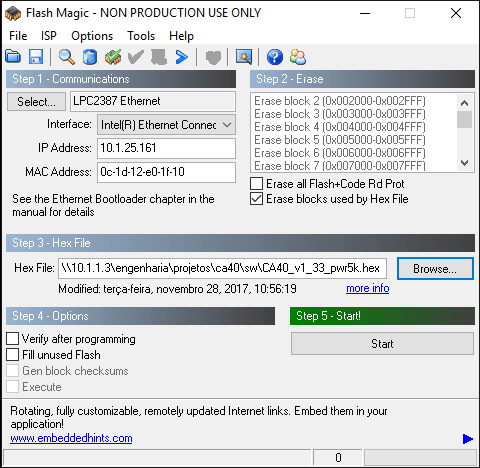 Flash Magic - NON PRODUCTION USE ONLY
File ISP Options Tools Help
Step 1 - Communications
Select... LPC2387 Ethernet
Interface: Intel(R) Ethernet Connec
IP Address: 10.1.25.161
MAC Address: 0c-1d-12-e0-1f-10
See the Ethernet Bootloader chapter in the
manual for details
Step 2 - Erase
Erase block 2 (0x002000-0x002FFF)
Erase block 3 (0x003000-0x003FFF)
Erase block 4 (0x004000-0x004FFF)
Erase block 5 (0x005000-0x005FFF)
Erase block 6 (0x006000-0x006FFF)
Erase block 7 (0x007000-0x007FFF)
Erase all Flash+Code Rd Prot
Erase blocks used by Hex File
Step 3 - Hex File
Hex File: \\10.1.1.3\engenharia\projetos\ca40\sw\CA40_v1_33_pwr5k.hex Browse...
Modified: terça-feira, novembro 28, 2017, 10:56:19 more info
Step 4 - Options
Verify after programming
Fill unused Flash
Gen block checksums
Execute
Step 5 - Start!
Start
Rotating, fully customizable, remotely updated Internet links. Embed them in your
application!
www.embeddedhints.com
0